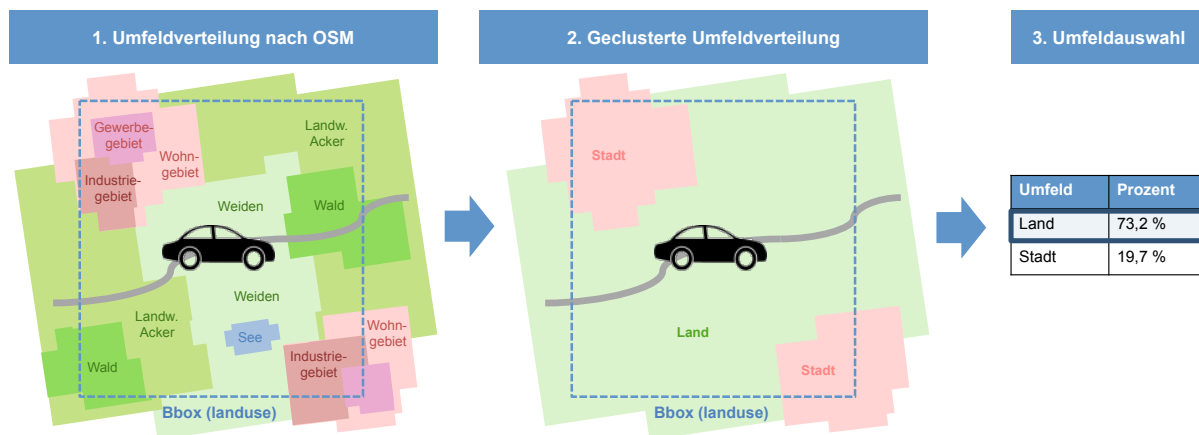 1. Umfeldverteilung nach OSM
Gewerbe-
gebiet
Wohn-
gebiet
Industrie-
gebiet
Landw.
Acker
Wald
Weiden
Weiden
Landw.
Acker
See
Wald
Industrie-
gebiet
Wohn-
gebiet
Bbox (landuse)
2. Geclusterte Umfeldverteilung
Stadt
Land
Stadt
Bbox (landuse)
3. Umfeldauswahl
Umfeld Prozent
Land 73,2 %
Stadt 19,7 %